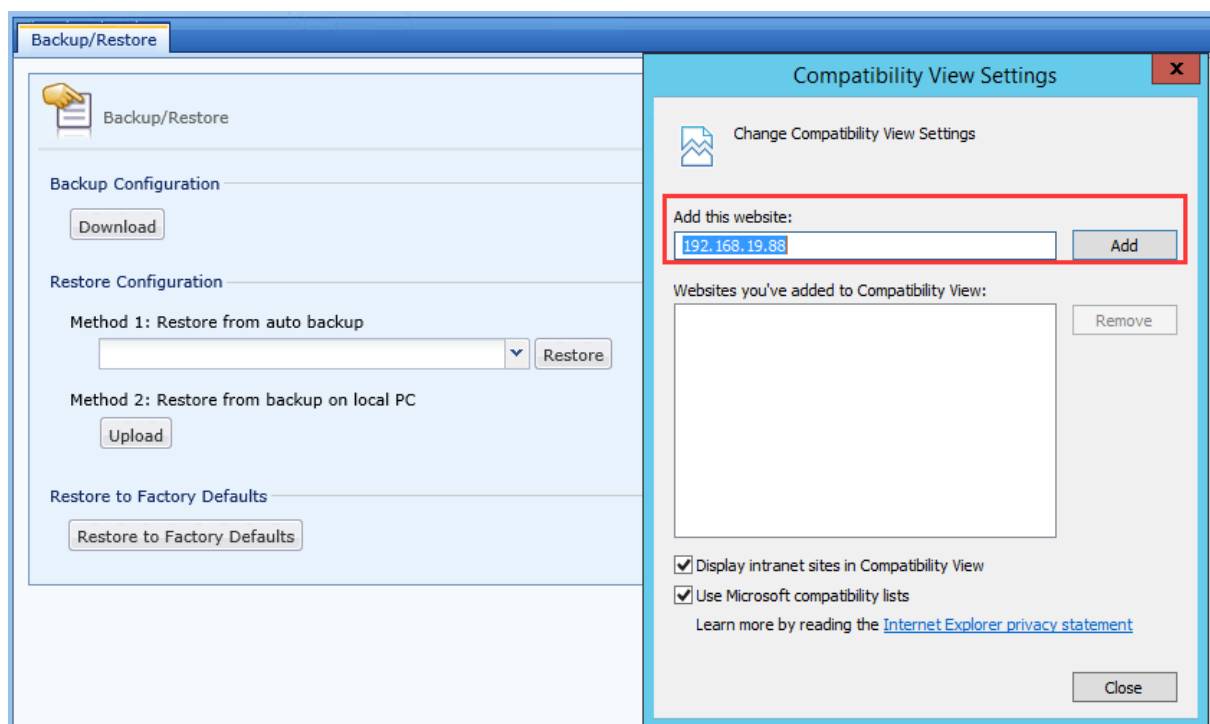 Backup/Restore
Backup/Restore
Backup Configuration
Download
Restore Configuration
Method 1: Restore from auto backup
Restore
Method 2: Restore from backup on local PC
Upload
Restore to Factory Defaults
Restore to Factory Defaults
Compatibility View Settings
x
Change Compatibility View Settings
Add this website:
192.168.19.88
Add
Websites you've added to Compatibility View:
Remove
Display intranet sites in Compatibility View
Use Microsoft compatibility lists
Learn more by reading the Internet Explorer privacy statement
Close